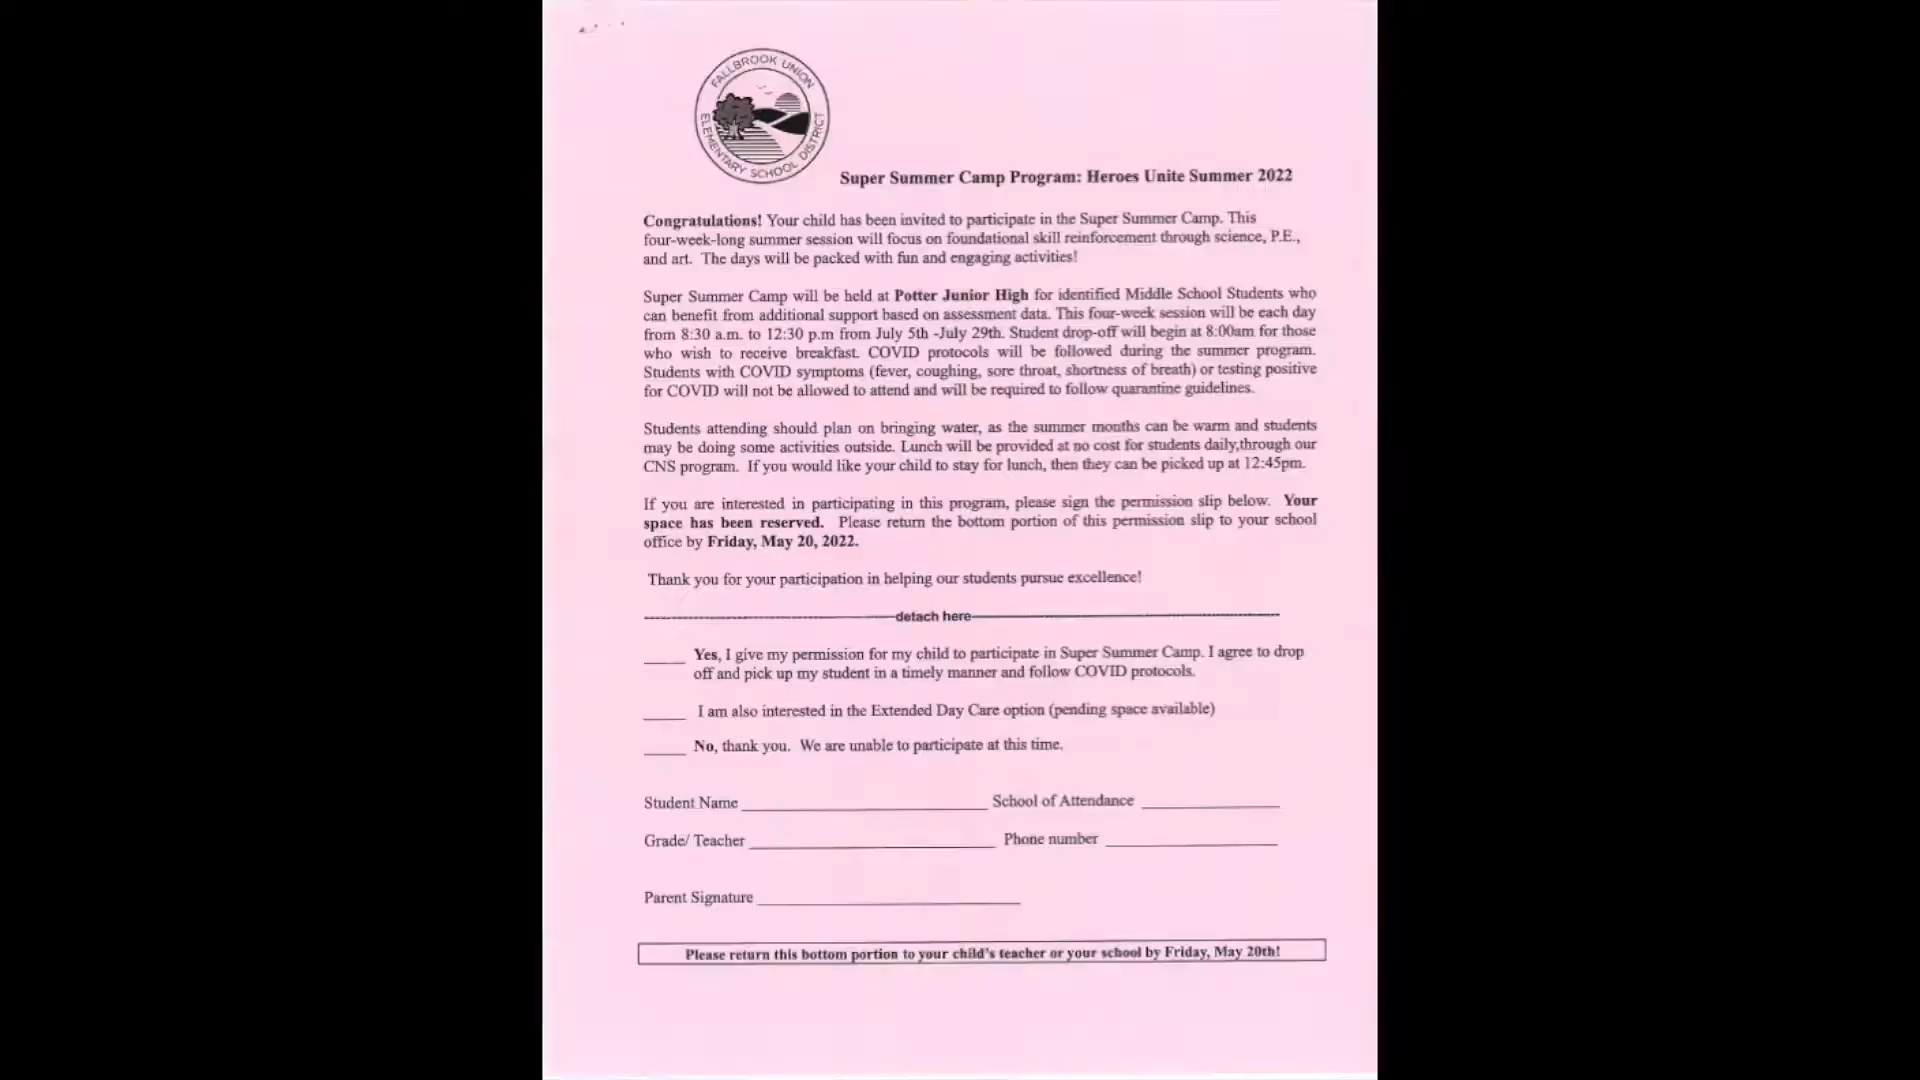 FALLBROOK UNION
ELEMENTARY SCHOOL DISTRICT
Super Summer Camp Program: Heroes Unite Summer 2022
Congratulations! Your child has been invited to participate in the Super Summer Camp. This
four-week-long summer session will focus on foundational skill reinforcement through science, P.E.,
and art. The days will be packed with fun and engaging activities!
Super Summer Camp will be held at Potter Junior High for identified Middle School Students who
can benefit from additional support based on assessment data. This four-week session will be each day
from 8:30 a.m. to 12:30 p.m from July 5th -July 29th. Student drop-off will begin at 8:00am for those
who wish to receive breakfast. COVID protocols will be followed during the summer program.
Students with COVID symptoms (fever, coughing, sore throat, shortness of breath) or testing positive
for COVID will not be allowed to attend and will be required to follow quarantine guidelines.
Students attending should plan on bringing water, as the summer months can be warm and students
may be doing some activities outside. Lunch will be provided at no cost for students daily,through our
CNS program. If you would like your child to stay for lunch, then they can be picked up at 12:45pm.
If you are interested in participating in this program, please sign the permission slip below. Your
space has been reserved. Please return the bottom portion of this permission slip to your school
office by Friday, May 20, 2022.
Thank you for your participation in helping our students pursue excellence!
detach here
Yes, I give my permission for my child to participate in Super Summer Camp. I agree to drop
off and pick up my student in a timely manner and follow COVID protocols.
I am also interested in the Extended Day Care option (pending space available)
No, thank you. We are unable to participate at this time.
Student Name School of Attendance
Grade/ Teacher Phone number
Parent Signature
Please return this bottom portion to your child's teacher or your school by Friday, May 20th!